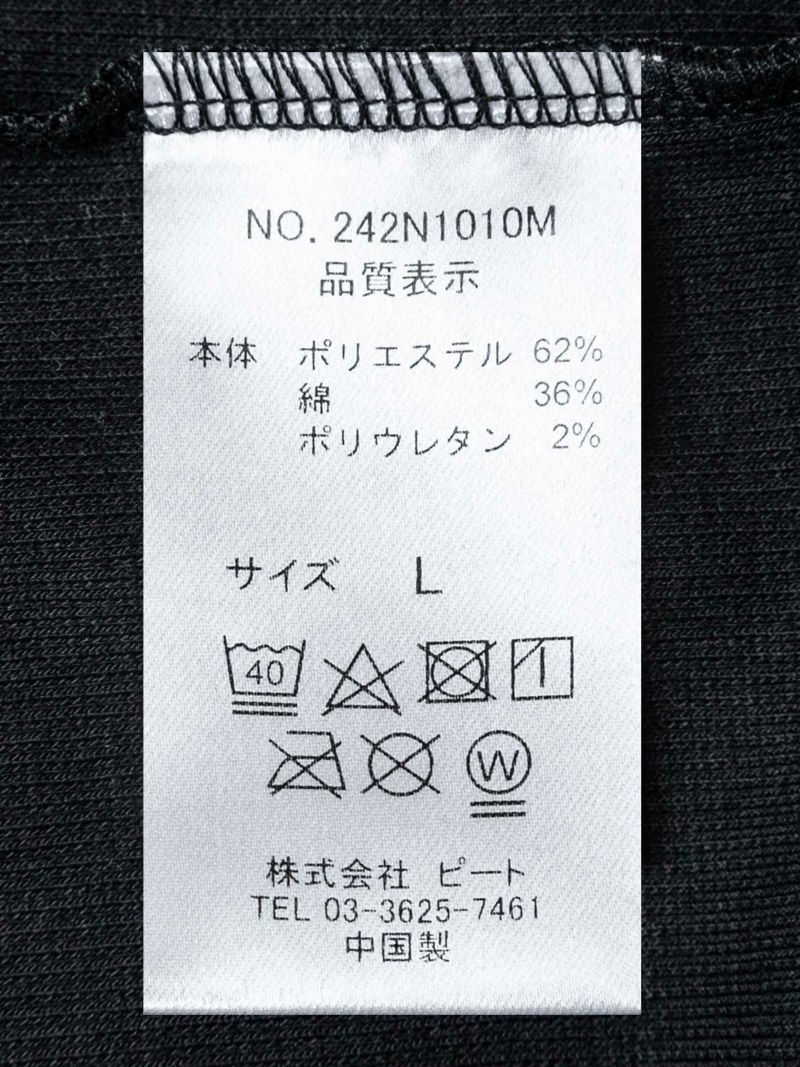 NO. 242N1010M
品質表示
本体 ポリエステル 62%
綿 36%
ポリウレタン 2%
サイズ L
40
W
株式会社 ピート
TEL 03-3625-7461
中国製